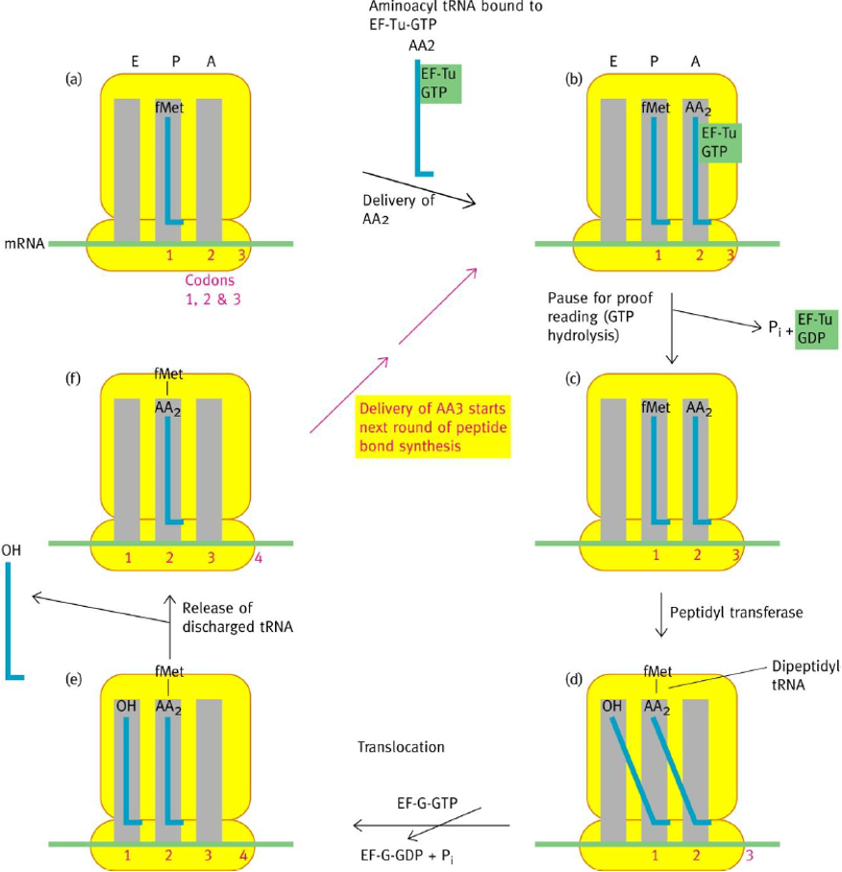 Aminoacyl tRNA bound to
EF-Tu-GTP
AA2
EF-Tu
GTP
Delivery of
AA2
(a)
E P A
fMet
mRNA
1 2 3
Codons
1, 2 & 3
(b)
E P A
fMet AA2
EF-Tu
GTP
1 2 3
Pause for proof
reading (GTP
hydrolysis)
Pi +
EF-Tu
GDP
(c)
fMet AA2
1 2 3
Peptidyl transferase
(d)
fMet
OH AA2
Dipeptidyl
tRNA
1 2 3
Translocation
EF-G-GTP
EF-G-GDP + Pi
(e)
fMet
OH AA2
1 2 3 4
Release of
discharged tRNA
OH
(f)
fMet
AA2
1 2 3 4
Delivery of AA3 starts
next round of peptide
bond synthesis